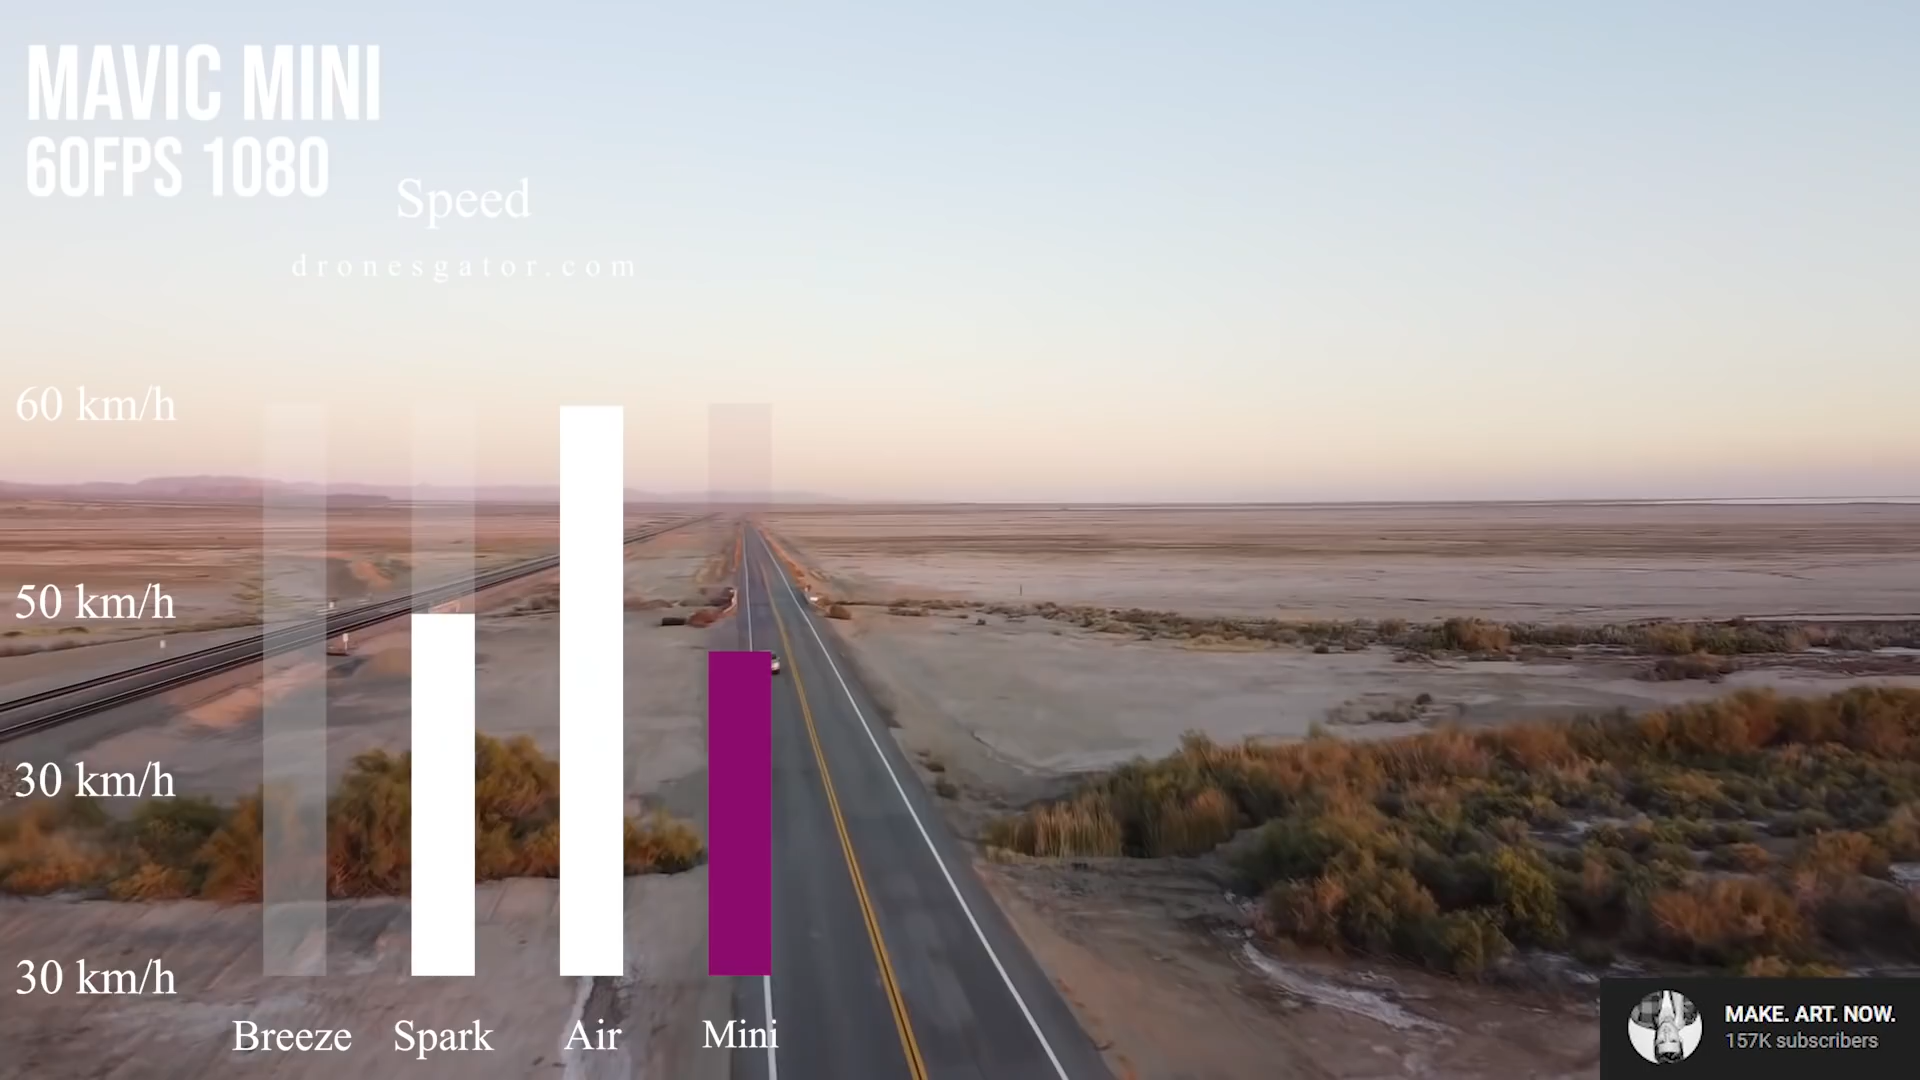 MAVIC MINI
60FPS 1080
Speed
dronesgator.com
60 km/h
50 km/h
30 km/h
30 km/h
Breeze
Spark
Air
Mini
MAKE. ART. NOW.
157K subscribers